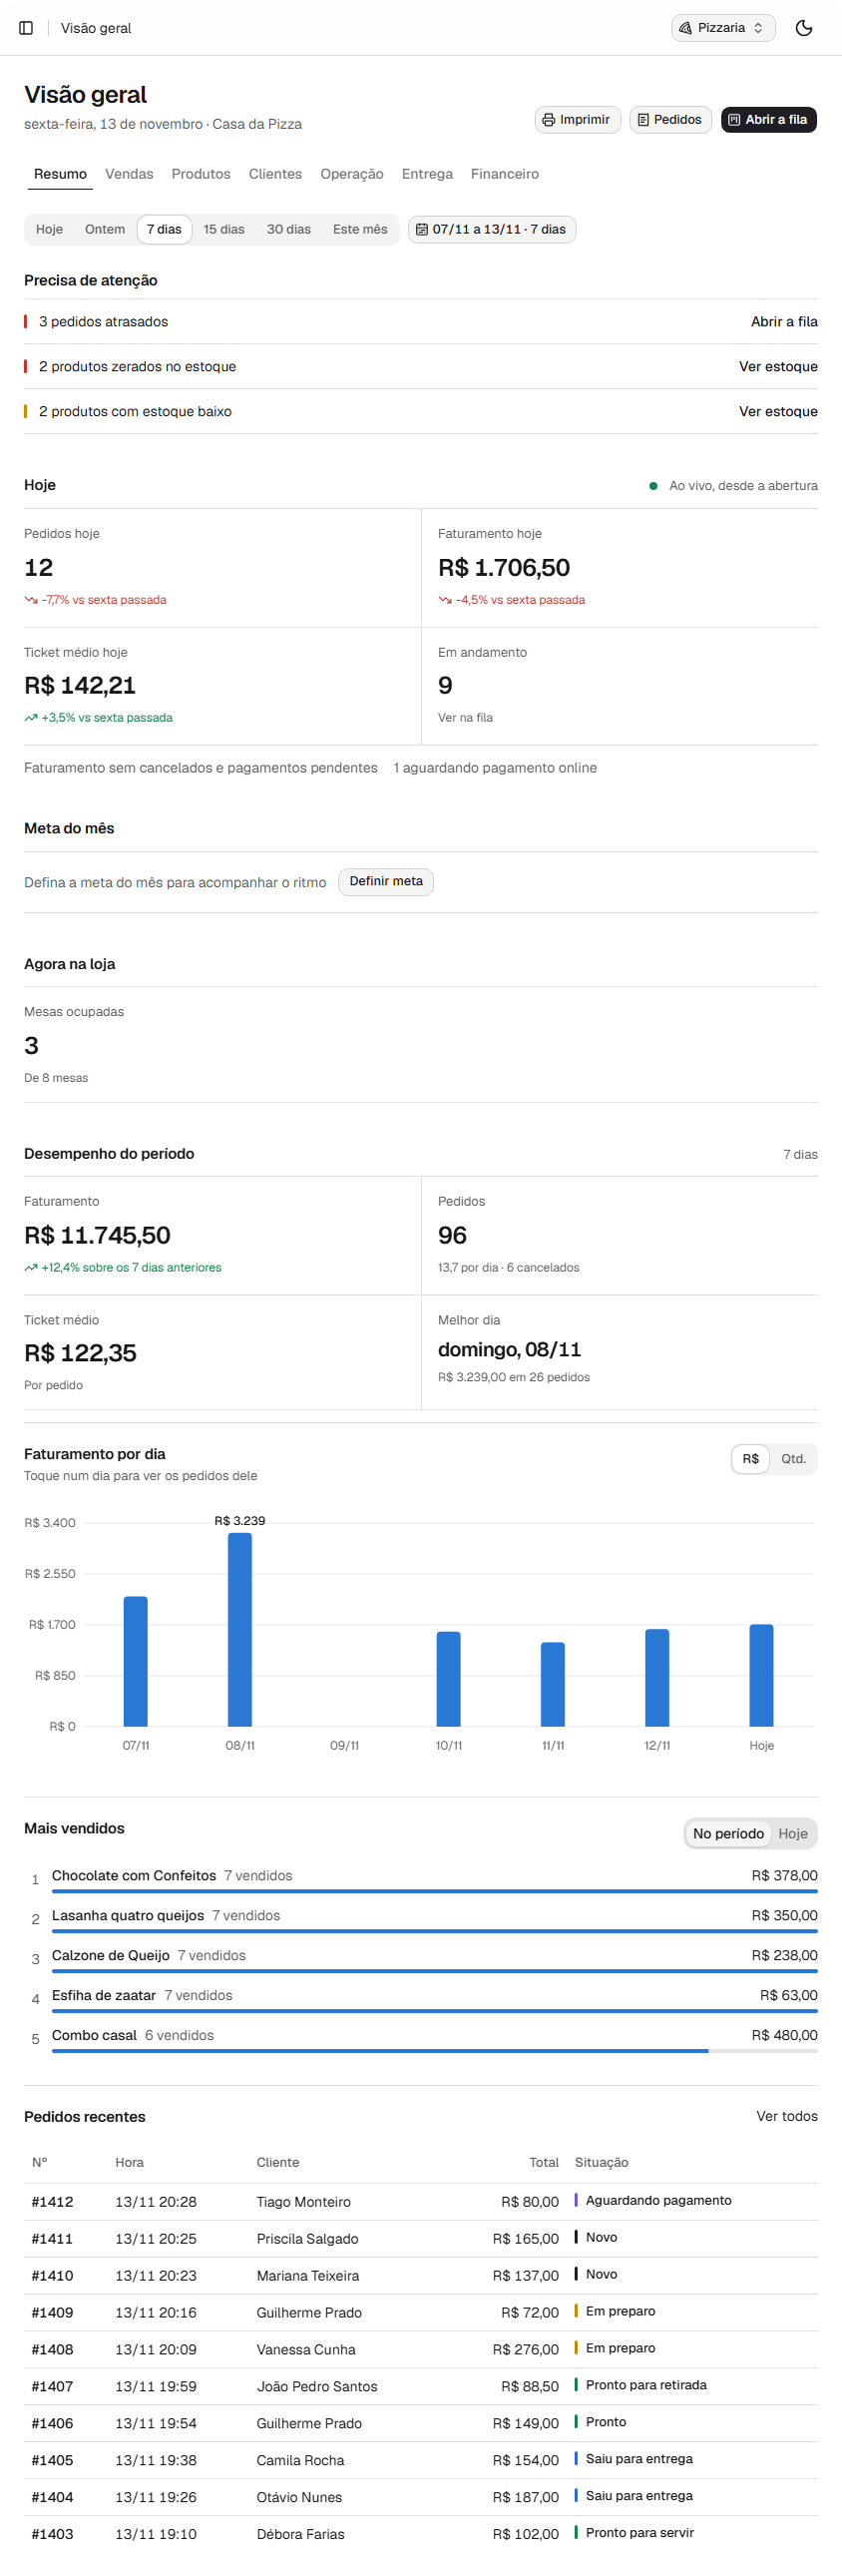 Visão geral
Pizzaria
Visão geral
sexta-feira, 13 de novembro · Casa da Pizza
Imprimir
Pedidos
Abrir a fila
Resumo Vendas Produtos Clientes Operação Entrega Financeiro
Hoje Ontem 7 dias 15 dias 30 dias Este mês 07/11 a 13/11 · 7 dias
Precisa de atenção
3 pedidos atrasados Abrir a fila
2 produtos zerados no estoque Ver estoque
2 produtos com estoque baixo Ver estoque
Hoje Ao vivo, desde a abertura
Pedidos hoje
12
-7,7% vs sexta passada
Faturamento hoje
R$ 1.706,50
-4,5% vs sexta passada
Ticket médio hoje
R$ 142,21
+3,5% vs sexta passada
Em andamento
9
Ver na fila
Faturamento sem cancelados e pagamentos pendentes 1 aguardando pagamento online
Meta do mês
Defina a meta do mês para acompanhar o ritmo Definir meta
Agora na loja
Mesas ocupadas
3
De 8 mesas
Desempenho do período 7 dias
Faturamento
R$ 11.745,50
+12,4% sobre os 7 dias anteriores
Pedidos
96
13,7 por dia · 6 cancelados
Ticket médio
R$ 122,35
Por pedido
Melhor dia
domingo, 08/11
R$ 3.239,00 em 26 pedidos
Faturamento por dia
Toque num dia para ver os pedidos dele
R$ Qtd.
R$ 3.239
R$ 3.400
R$ 2.550
R$ 1.700
R$ 850
R$ 0
07/11 08/11 09/11 10/11 11/11 12/11 Hoje
Mais vendidos No período Hoje
1 Chocolate com Confeitos 7 vendidos R$ 378,00
2 Lasanha quatro queijos 7 vendidos R$ 350,00
3 Calzone de Queijo 7 vendidos R$ 238,00
4 Esfiha de zaatar 7 vendidos R$ 63,00
5 Combo casal 6 vendidos R$ 480,00
Pedidos recentes Ver todos
Nº Hora Cliente Total Situação
#1412 13/11 20:28 Tiago Monteiro R$ 80,00 Aguardando pagamento
#1411 13/11 20:25 Priscila Salgado R$ 165,00 Novo
#1410 13/11 20:23 Mariana Teixeira R$ 137,00 Novo
#1409 13/11 20:16 Guilherme Prado R$ 72,00 Em preparo
#1408 13/11 20:09 Vanessa Cunha R$ 276,00 Em preparo
#1407 13/11 19:59 João Pedro Santos R$ 88,50 Pronto para retirada
#1406 13/11 19:54 Guilherme Prado R$ 149,00 Pronto
#1405 13/11 19:38 Camila Rocha R$ 154,00 Saiu para entrega
#1404 13/11 19:26 Otávio Nunes R$ 187,00 Saiu para entrega
#1403 13/11 19:10 Débora Farias R$ 102,00 Pronto para servir